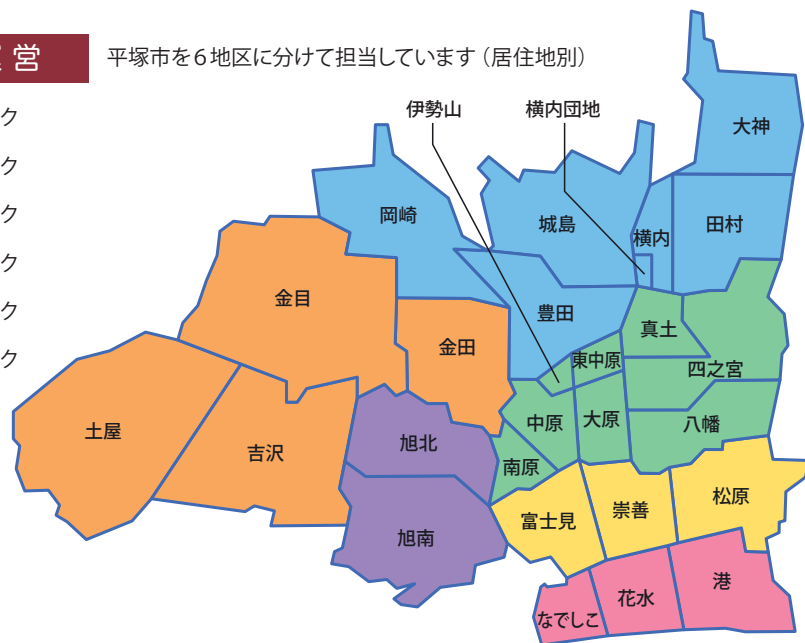 営
平塚市を6地区に分けて担当しています（居住地別）
ク
ク
ク
ク
ク
ク
伊勢山
横内団地
大神
岡崎
城島
横内
田村
金目
豊田
真土
金田
東中原
四之宮
土屋
吉沢
旭北
中原
大原
八幡
南原
旭南
富士見
崇善
松原
なでしこ
花水
港